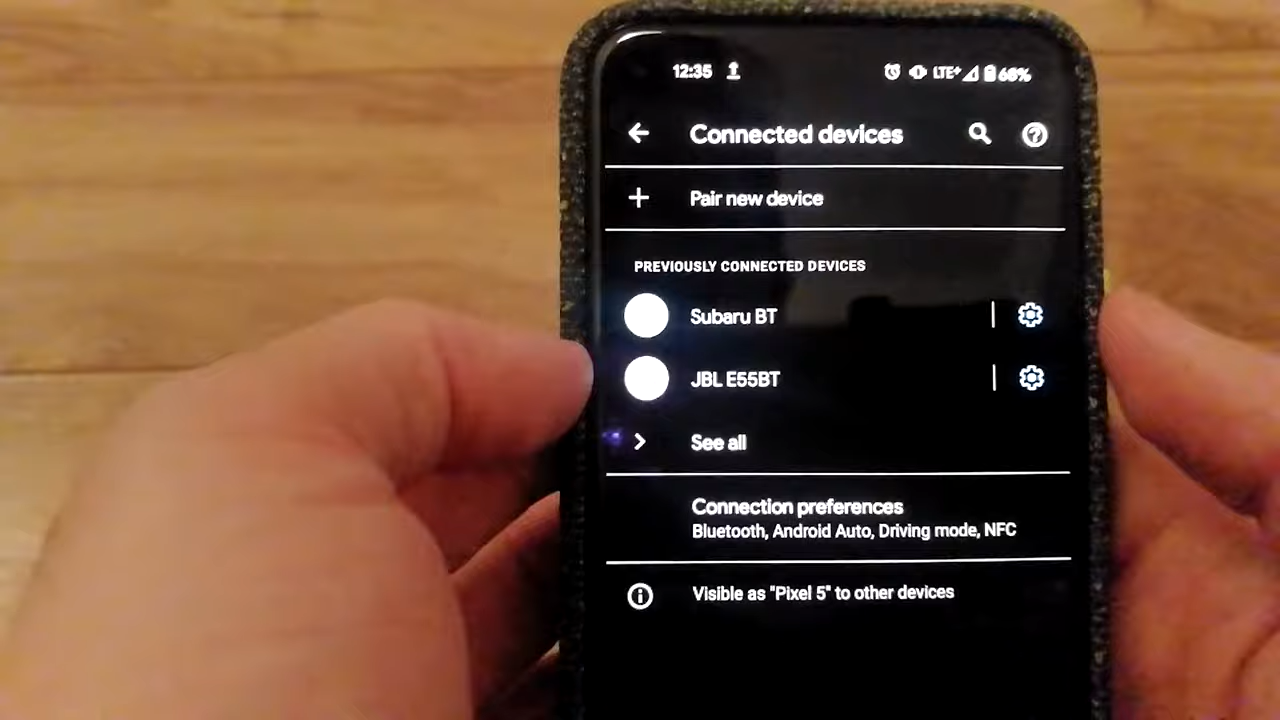 12:35 LTE+ 68%
Connected devices
Pair new device
PREVIOUSLY CONNECTED DEVICES
Subaru BT
JBL E55BT
See all
Connection preferences
Bluetooth, Android Auto, Driving mode, NFC
Visible as "Pixel 5" to other devices